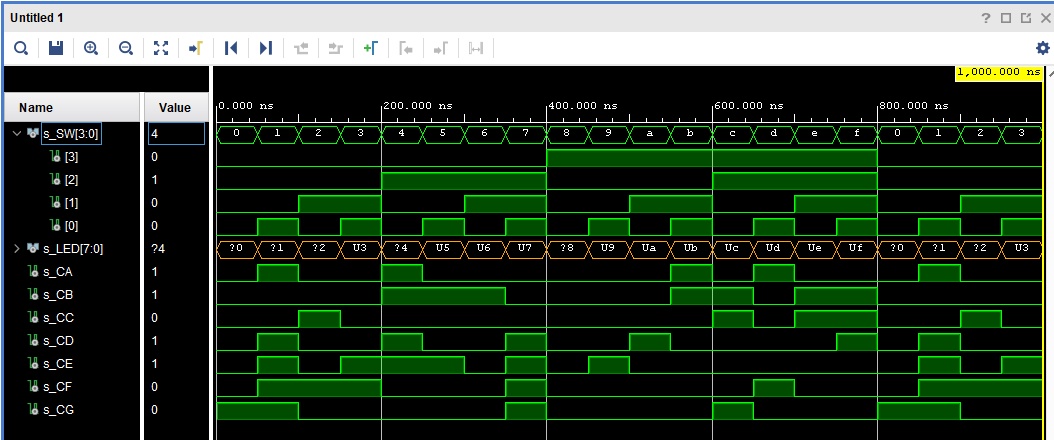 Untitled 1
? X
1,000.000 ns
Name Value 0.000 ns 200.000 ns 400.000 ns 600.000 ns 800.000 ns
s_SW[3:0] 4 0 1 2 3 4 5 6 7 8 9 a b c d e f 0 1 2 3
[3] 0
[2] 1
[1] 0
[0] 0
s_LED[7:0] ?4 ?0 ?1 ?2 U3 ?4 U5 U6 U7 ?8 U9 Ua Ub Uc Ud Ue Uf ?0 ?1 ?2 U3
s_CA 1
s_CB 1
s_CC 0
s_CD 1
s_CE 1
s_CF 0
s_CG 0